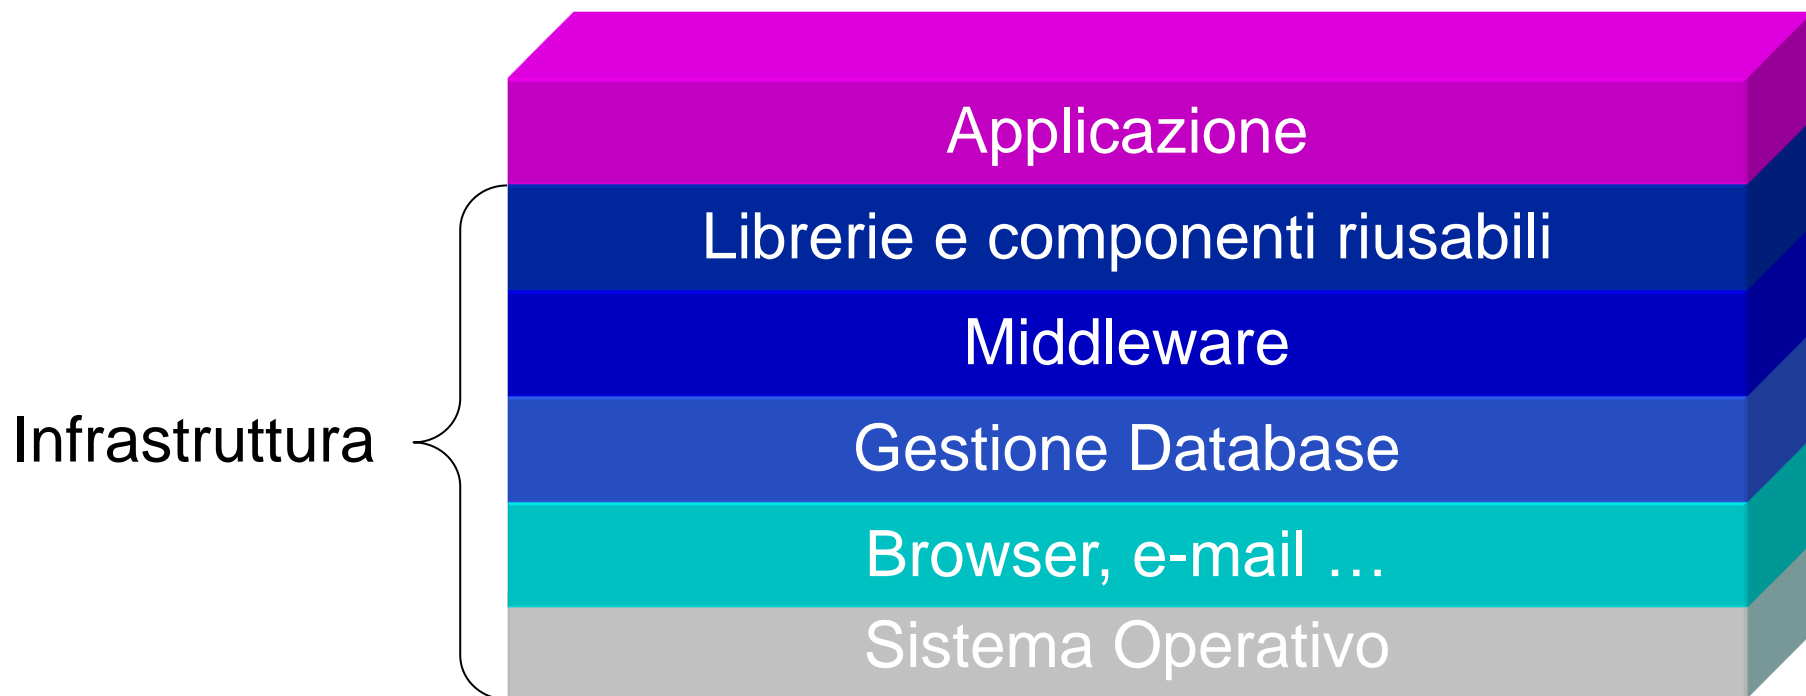 Applicazione
Librerie e componenti riusabili
Middleware
Infrastruttura
Gestione Database
Browser, e-mail …
Sistema Operativo